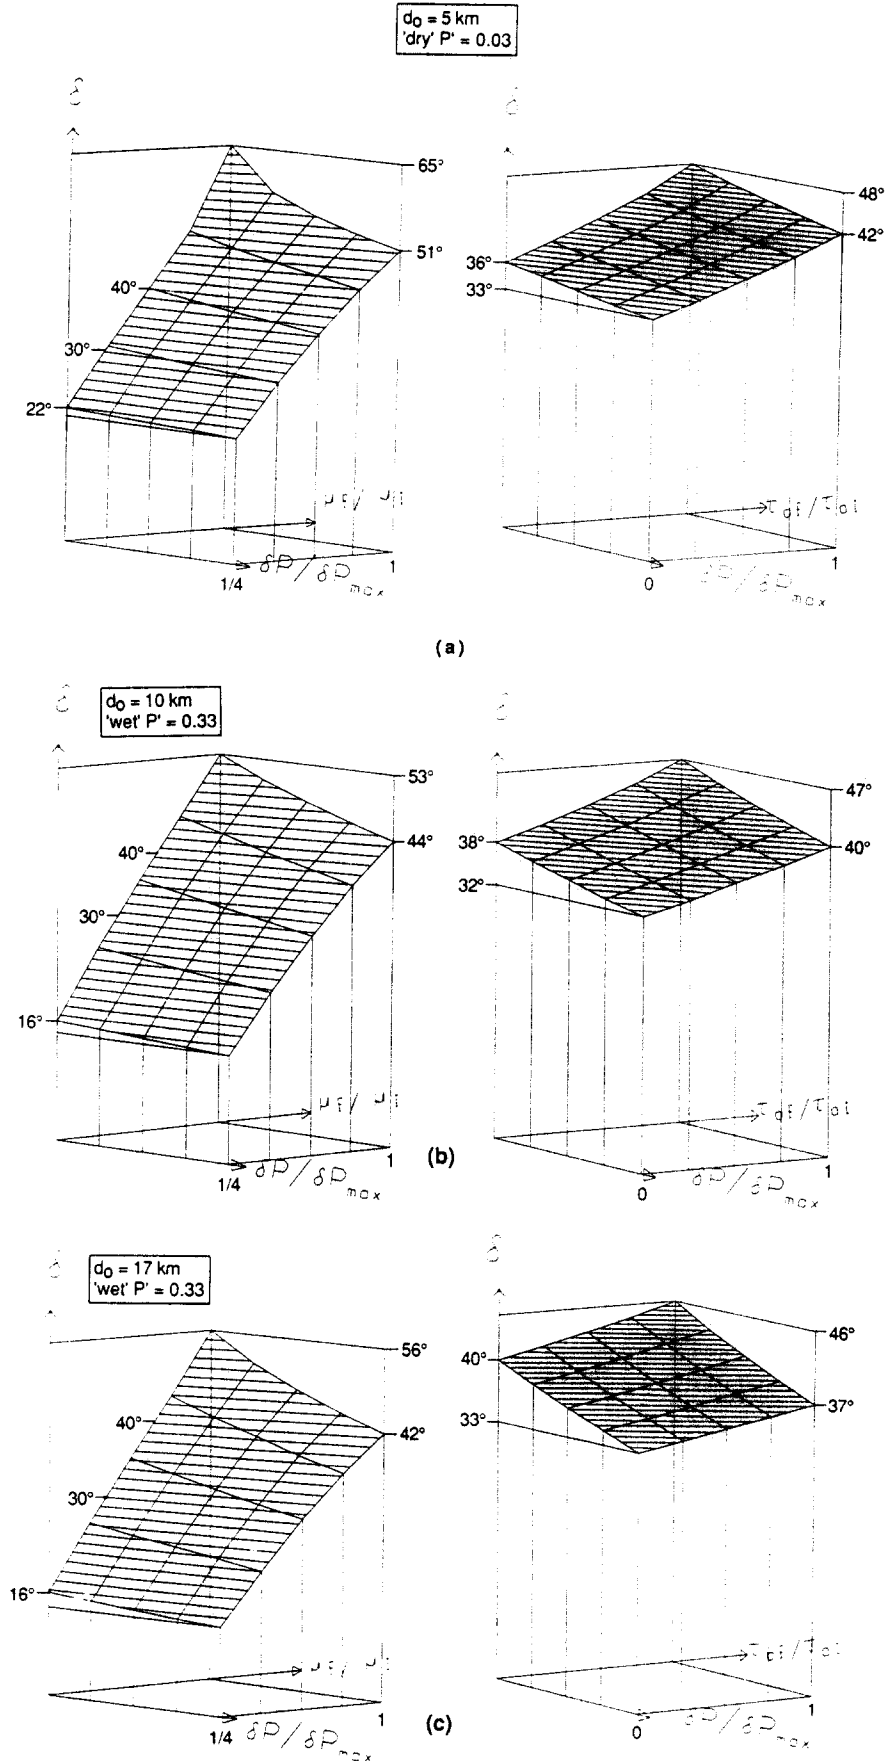 d₀ = 5 km
'dry' P' = 0.03
δ
65°
51°
40°
30°
22°
μf/ μi
δP/δPmax
1/4
1
δ
48°
42°
36°
33°
τof/τoi
δP/δPmax
0
1
(a)
d₀ = 10 km
'wet' P' = 0.33
δ
53°
44°
40°
30°
16°
μf/ μi
δP/δPmax
1/4
1
δ
47°
40°
38°
32°
τof/τoi
δP/δPmax
0
1
(b)
d₀ = 17 km
'wet' P' = 0.33
δ
56°
42°
40°
30°
16°
μf/ μi
δP/δPmax
1/4
1
δ
46°
37°
40°
33°
τof/τoi
δP/δPmax
0
1
(c)